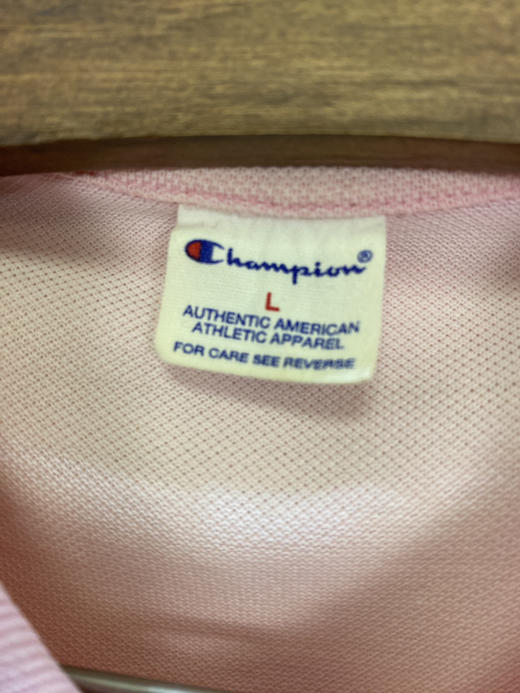 Champion®
L
AUTHENTIC AMERICAN
ATHLETIC APPAREL
FOR CARE SEE REVERSE